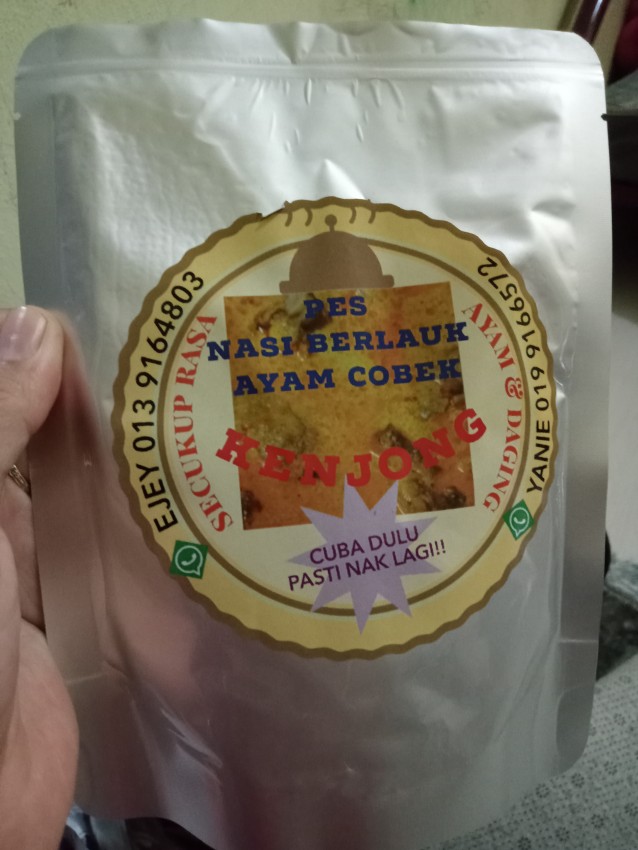 PES
NASI BERLAUK
AYAM COBEK
KENJONG
SECUKUP RASA
AYAM & DAGING
CUBA DULU
PASTI NAK LAGI!!
EJEY 013 9164803
YANIE 019 9166572